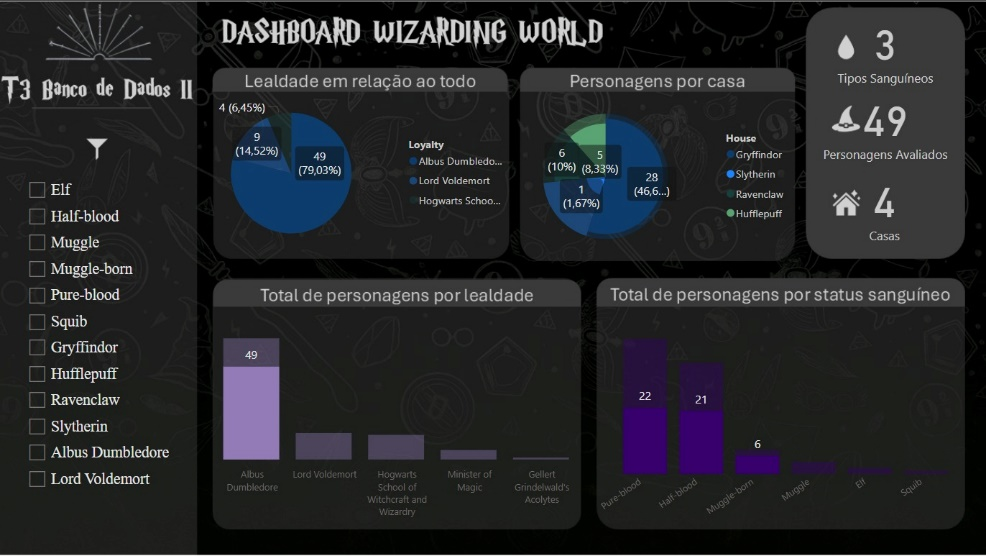 DASHBOARD WIZARDING WORLD
T3 Banco de Dados II
Elf
Half-blood
Muggle
Muggle-born
Pure-blood
Squib
Gryffindor
Hufflepuff
Ravenclaw
Slytherin
Albus Dumbledore
Lord Voldemort
Lealdade em relação ao todo
4 (6,45%)
9
(14,52%)
49
(79,03%)
Loyalty
Albus Dumbledo...
Lord Voldemort
Hogwarts Schoo...
Personagens por casa
6
(10%)
5
(8,33%)
1
(1,67%)
28
(46,6...)
House
Gryffindor
Slytherin
Ravenclaw
Hufflepuff
3
Tipos Sanguíneos
49
Personagens Avaliados
4
Casas
Total de personagens por lealdade
49
Albus
Dumbledore
Lord Voldemort
Hogwarts
School of
Witchcraft and
Wizardry
Minister of
Magic
Gellert
Grindelwald's
Acolytes
Total de personagens por status sanguíneo
22
21
6
Pure-blood
Half-blood
Muggle-born
Muggle
Elf
Squib